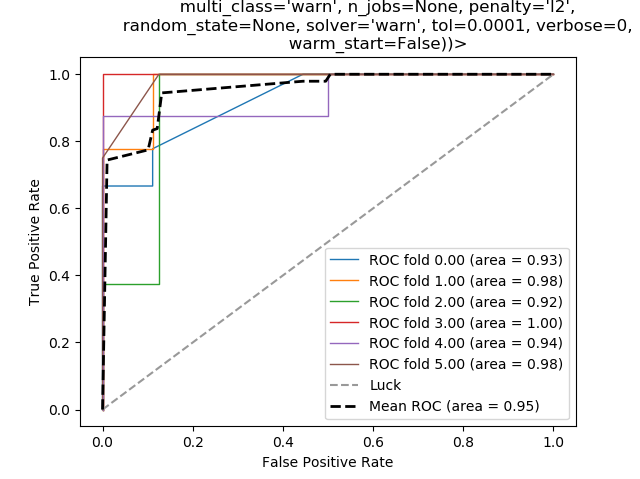 multi_class='warn', n_jobs=None, penalty='l2',
random_state=None, solver='warn', tol=0.0001, verbose=0,
warm_start=False))>
1.0
0.8
0.6
0.4
0.2
0.0
True Positive Rate
ROC fold 0.00 (area = 0.93)
ROC fold 1.00 (area = 0.98)
ROC fold 2.00 (area = 0.92)
ROC fold 3.00 (area = 1.00)
ROC fold 4.00 (area = 0.94)
ROC fold 5.00 (area = 0.98)
Luck
Mean ROC (area = 0.95)
0.0 0.2 0.4 0.6 0.8 1.0
False Positive Rate